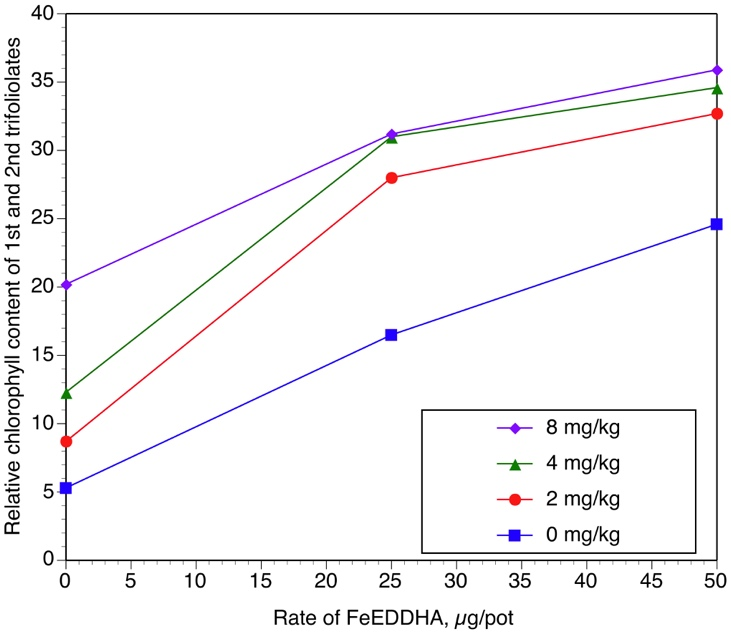 Relative chlorophyll content of 1st and 2nd trifoliolates
40
35
30
25
20
15
10
5
0
8 mg/kg
4 mg/kg
2 mg/kg
0 mg/kg
0 5 10 15 20 25 30 35 40 45 50
Rate of FeEDDHA, µg/pot